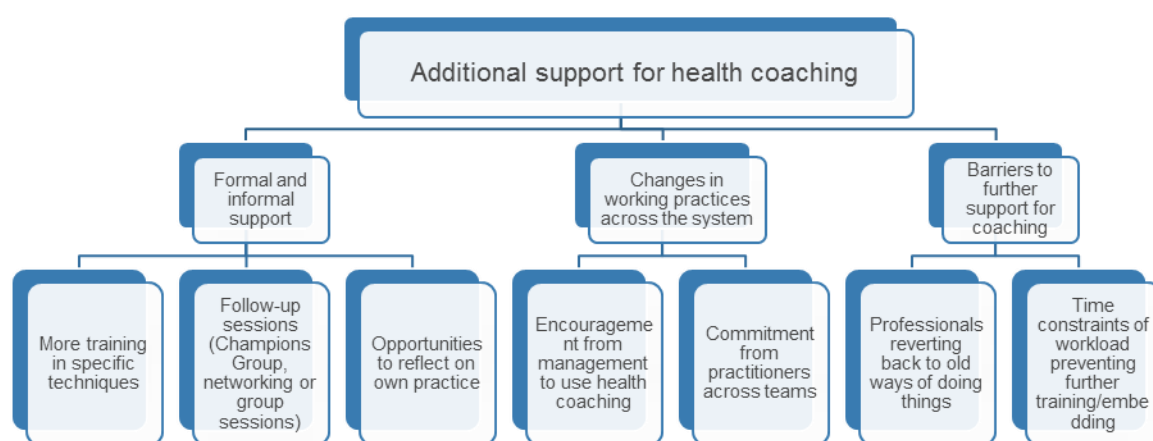 Additional support for health coaching
Formal and
informal
support
Changes in
working practices
across the system
Barriers to
further
support for
coaching
More training
in specific
techniques
Follow-up
sessions
(Champions
Group,
networking or
group
sessions)
Opportunities
to reflect on
own practice
Encourageme
nt from
management
to use health
coaching
Commitment
from
practitioners
across teams
Professionals
reverting
back to old
ways of doing
things
Time
constraints of
workload
preventing
further
training/embe
dding